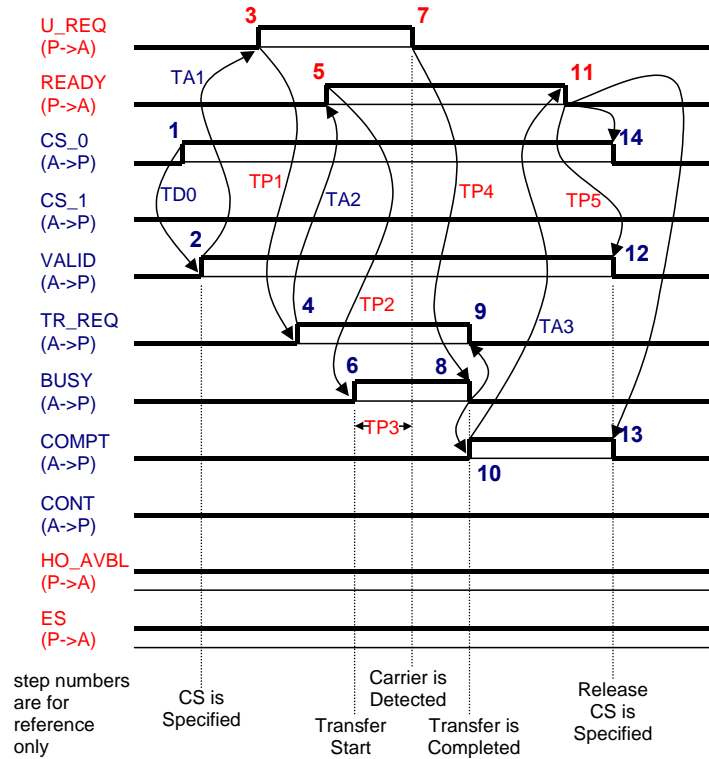 U_REQ
(P->A)
3
7
READY
(P->A)
TA1
5
11
CS_0
(A->P)
1
14
CS_1
(A->P)
TD0
TP1
TA2
TP4
TP5
VALID
(A->P)
2
12
TR_REQ
(A->P)
4
TP2
9
TA3
BUSY
(A->P)
6
8
TP3
COMPT
(A->P)
10
13
CONT
(A->P)
HO_AVBL
(P->A)
ES
(P->A)
step numbers
are for
reference
only
CS is
Specified
Transfer
Start
Carrier is
Detected
Transfer is
Completed
Release
CS is
Specified